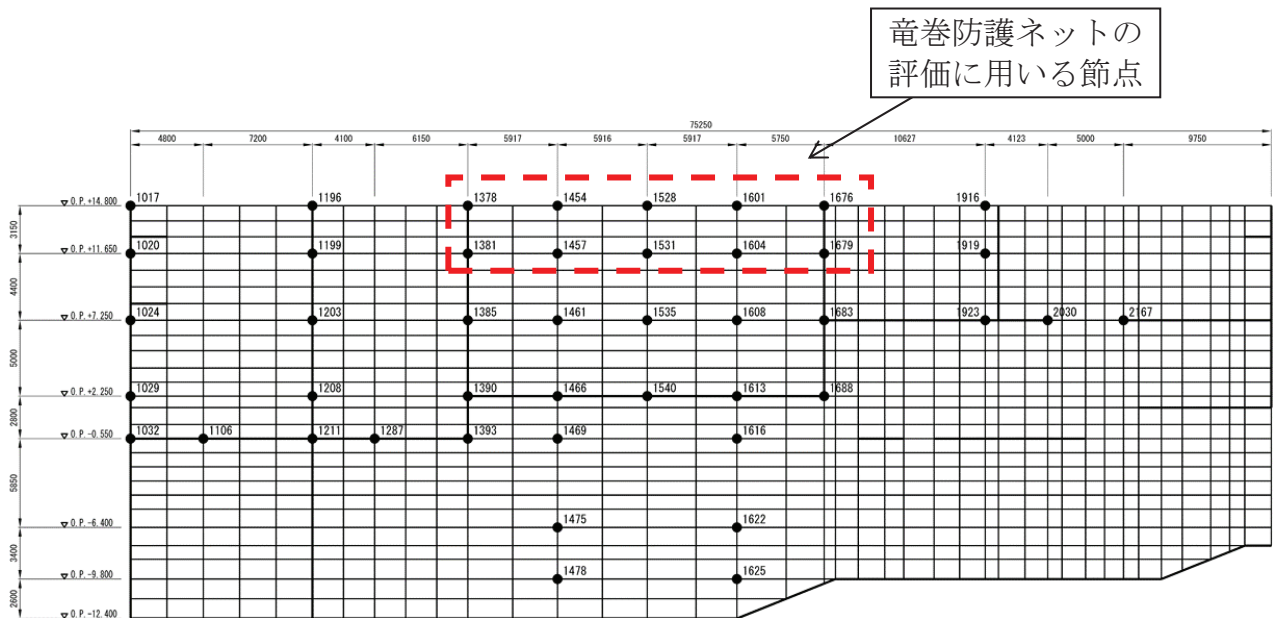 竜巻防護ネットの
評価に用いる節点
75250
4800 7200 4100 6150 5917 5916 5917 5750 10627 4123 5000 9750
▽ O.P.+14.800 1017 1196 1378 1454 1528 1601 1676 1916
3150
▽ O.P.+11.650 1020 1199 1381 1457 1531 1604 1679 1919
4400
▽ O.P.+7.250 1024 1203 1385 1461 1535 1608 1683 1923 2030 2167
5000
▽ O.P.+2.250 1029 1208 1390 1466 1540 1613 1688
2800
▽ O.P.-0.550 1032 1106 1211 1287 1393 1469 1616
5850
▽ O.P.-6.400 1475 1622
3400
▽ O.P.-9.800 1478 1625
2600
▽ O.P.-12.400